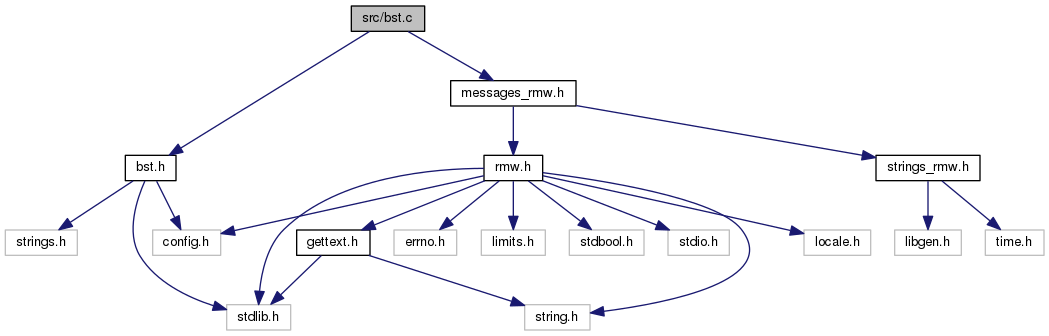 src/bst.c
messages_rmw.h
bst.h
rmw.h
strings_rmw.h
strings.h
config.h
gettext.h
errno.h
limits.h
stdbool.h
stdio.h
locale.h
libgen.h
time.h
stdlib.h
string.h